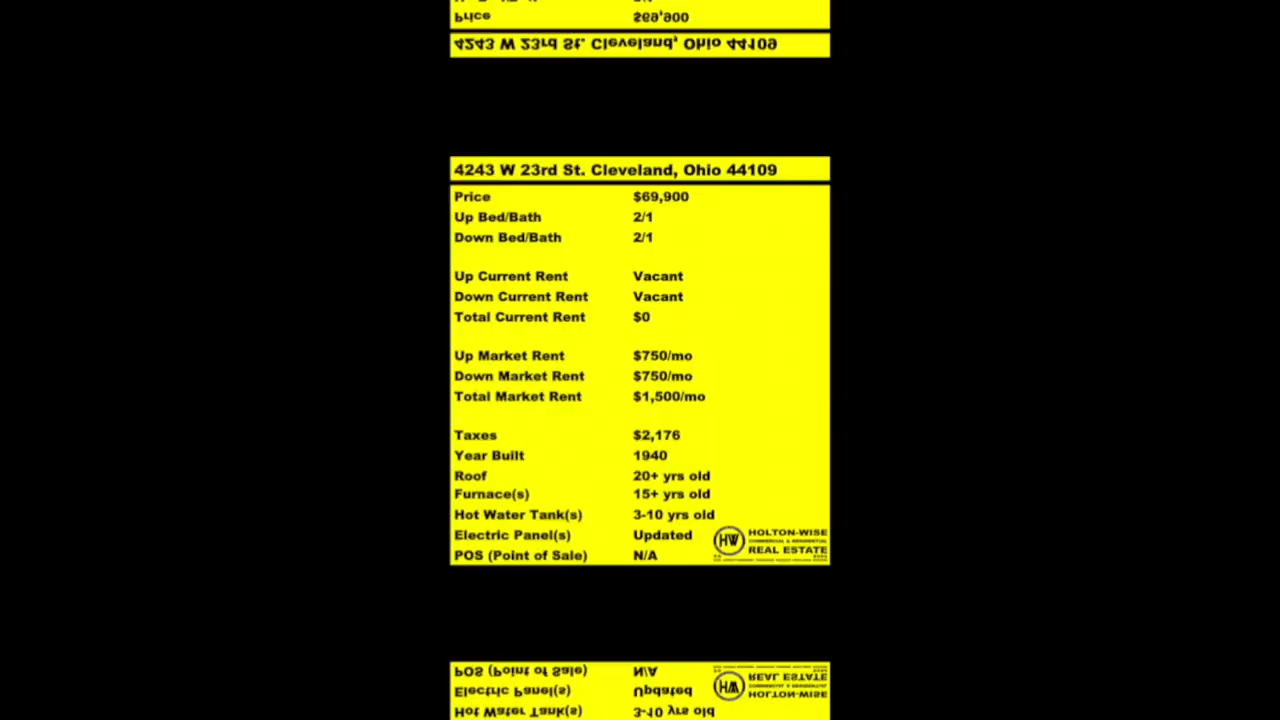 Price $69,900
4243 W 23rd St. Cleveland, Ohio 44109
4243 W 23rd St. Cleveland, Ohio 44109
Price $69,900
Up Bed/Bath 2/1
Down Bed/Bath 2/1
Up Current Rent Vacant
Down Current Rent Vacant
Total Current Rent $0
Up Market Rent $750/mo
Down Market Rent $750/mo
Total Market Rent $1,500/mo
Taxes $2,176
Year Built 1940
Roof 20+ yrs old
Furnace(s) 15+ yrs old
Hot Water Tank(s) 3-10 yrs old
Electric Panel(s) Updated
POS (Point of Sale) N/A
HW HOLTON-WISE
COMMERCIAL & RESIDENTIAL
REAL ESTATE
POS (Point of Sale) N/A
REAL ESTATE
COMMERCIAL & RESIDENTIAL
Electric Panel(s) Updated
HW HOLTON-WISE
Hot Water Tank(s) 3-10 yrs old